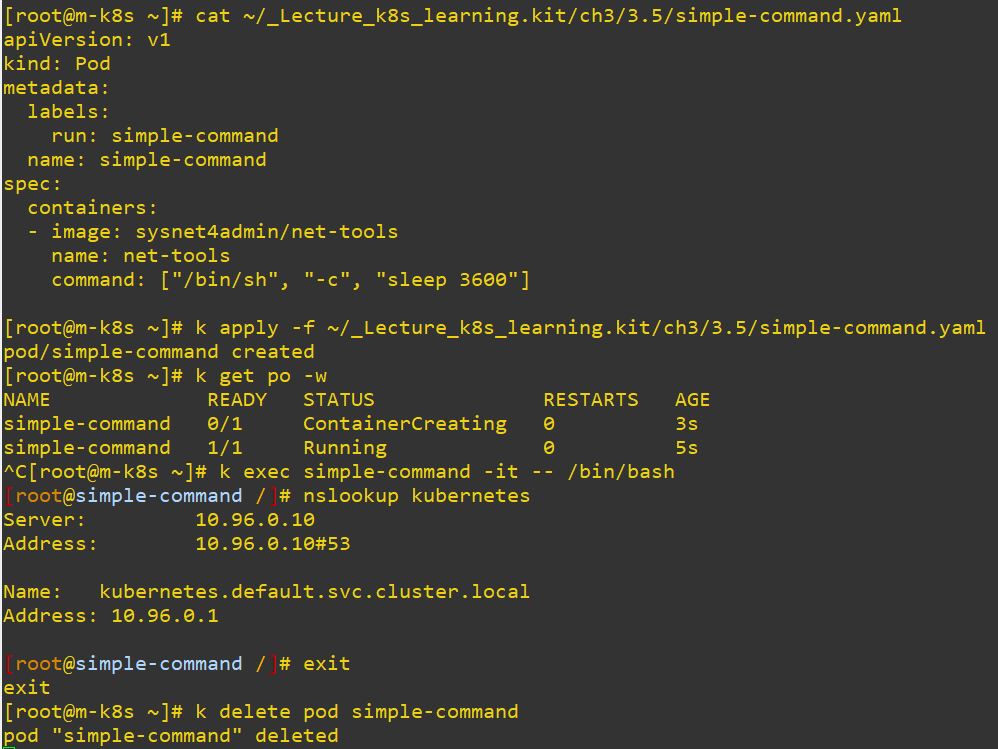 [root@m-k8s ~]# cat ~/_Lecture_k8s_learning.kit/ch3/3.5/simple-command.yaml
apiVersion: v1
kind: Pod
metadata:
  labels:
    run: simple-command
  name: simple-command
spec:
  containers:
  - image: sysnet4admin/net-tools
    name: net-tools
    command: ["/bin/sh", "-c", "sleep 3600"]

[root@m-k8s ~]# k apply -f ~/_Lecture_k8s_learning.kit/ch3/3.5/simple-command.yaml
pod/simple-command created
[root@m-k8s ~]# k get po -w
NAME             READY   STATUS              RESTARTS   AGE
simple-command   0/1     ContainerCreating   0          3s
simple-command   1/1     Running             0          5s
^C[root@m-k8s ~]# k exec simple-command -it -- /bin/bash
[root@simple-command /]# nslookup kubernetes
Server:         10.96.0.10
Address:        10.96.0.10#53

Name:   kubernetes.default.svc.cluster.local
Address: 10.96.0.1

[root@simple-command /]# exit
exit
[root@m-k8s ~]# k delete pod simple-command
pod "simple-command" deleted